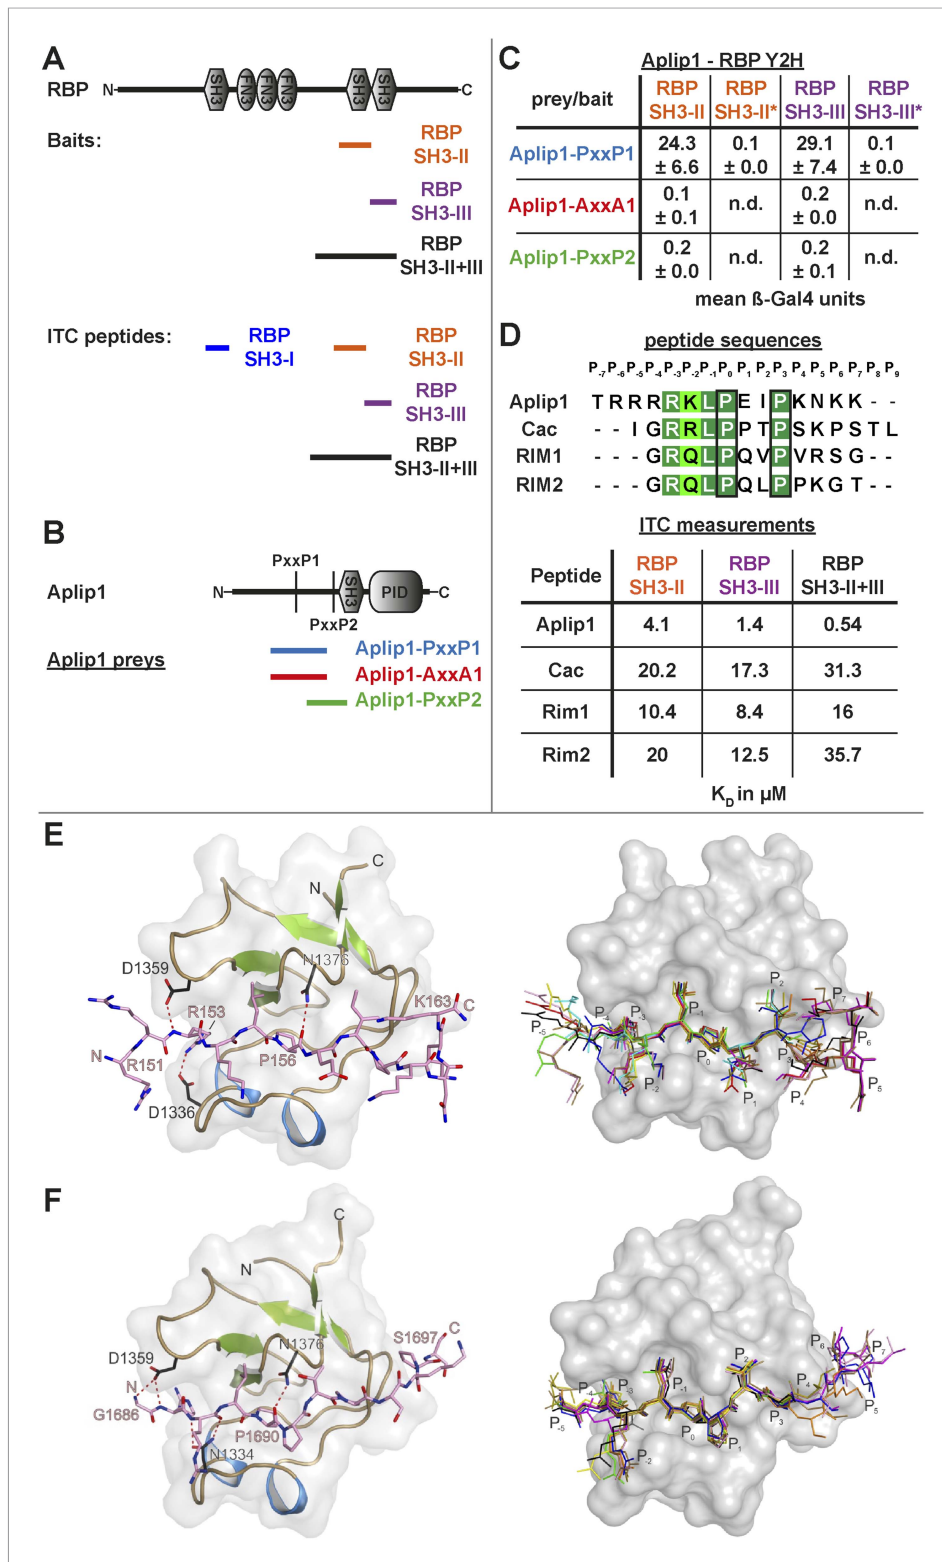 A
RBP
N
SH3
FN3
FN3
FN3
SH3
SH3
C
Baits:
RBP
SH3-II
RBP
SH3-III
RBP
SH3-II+III
ITC peptides:
RBP
SH3-I
RBP
SH3-II
RBP
SH3-III
RBP
SH3-II+III
B
PxxP1
Aplip1
N
SH3
PID
C
PxxP2
Aplip1 preys
Aplip1-PxxP1
Aplip1-AxxA1
Aplip1-PxxP2
C
Aplip1 - RBP Y2H
prey/bait
RBP SH3-II
RBP SH3-II*
RBP SH3-III
RBP SH3-III*
Aplip1-PxxP1 24.3 ± 6.6 0.1 ± 0.0 29.1 ± 7.4 0.1 ± 0.0
Aplip1-AxxA1 0.1 ± 0.1 n.d. 0.2 ± 0.0 n.d.
Aplip1-PxxP2 0.2 ± 0.0 n.d. 0.2 ± 0.1 n.d.
mean ß-Gal4 units
D
peptide sequences
P-7 P-6 P-5 P-4 P-3 P-2 P-1 P0 P1 P2 P3 P4 P5 P6 P7 P8 P9
Aplip1 T R R R R K L P E I P K N K K - -
Cac - - I G R R L P P T P S K P S T L
RIM1 - - - G R Q L P Q V P V R S G - -
RIM2 - - - G R Q L P Q L P P K G T - -
ITC measurements
Peptide
RBP SH3-II
RBP SH3-III
RBP SH3-II+III
Aplip1 4.1 1.4 0.54
Cac 20.2 17.3 31.3
Rim1 10.4 8.4 16
Rim2 20 12.5 35.7
KD in µM
E
C
N
D1359
N1376
R153
K163
C
N
R151
P156
D1336
P2
P7
P-1
P-4
P-3
P-5
P0
P3
P6
P-2
P1
P4
P5
F
C
N
S1697
C
D1359
N1376
N
G1686
P1690
N1334
P6
P7
P2
P-1
P4
P-4
P-3
P-5
P3
P5
P0
P1
P-2